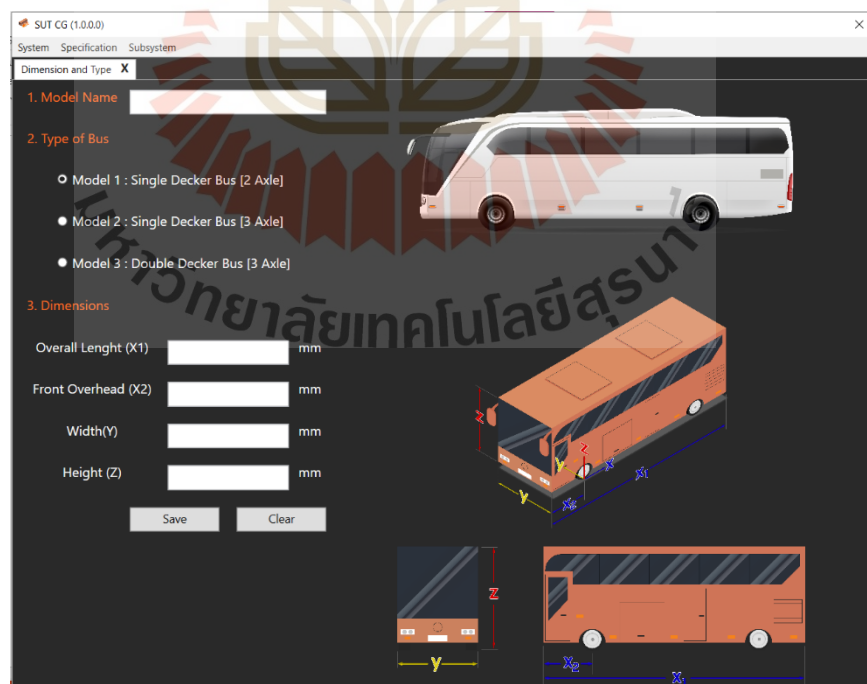 SUT CG (1.0.0.0)
System Specification Subsystem
Dimension and Type X
1. Model Name
2. Type of Bus
Model 1 : Single Decker Bus [2 Axle]
Model 2 : Single Decker Bus [3 Axle]
Model 3 : Double Decker Bus [3 Axle]
3. Dimensions
Overall Lenght (X1) mm
Front Overhead (X2) mm
Width(Y) mm
Height (Z) mm
Save Clear
มหาวิทยาลัยเทคโนโลยีสุรนารี
Z
Z
Y
X
X1
X2
Y
Z
Y
X2
X1